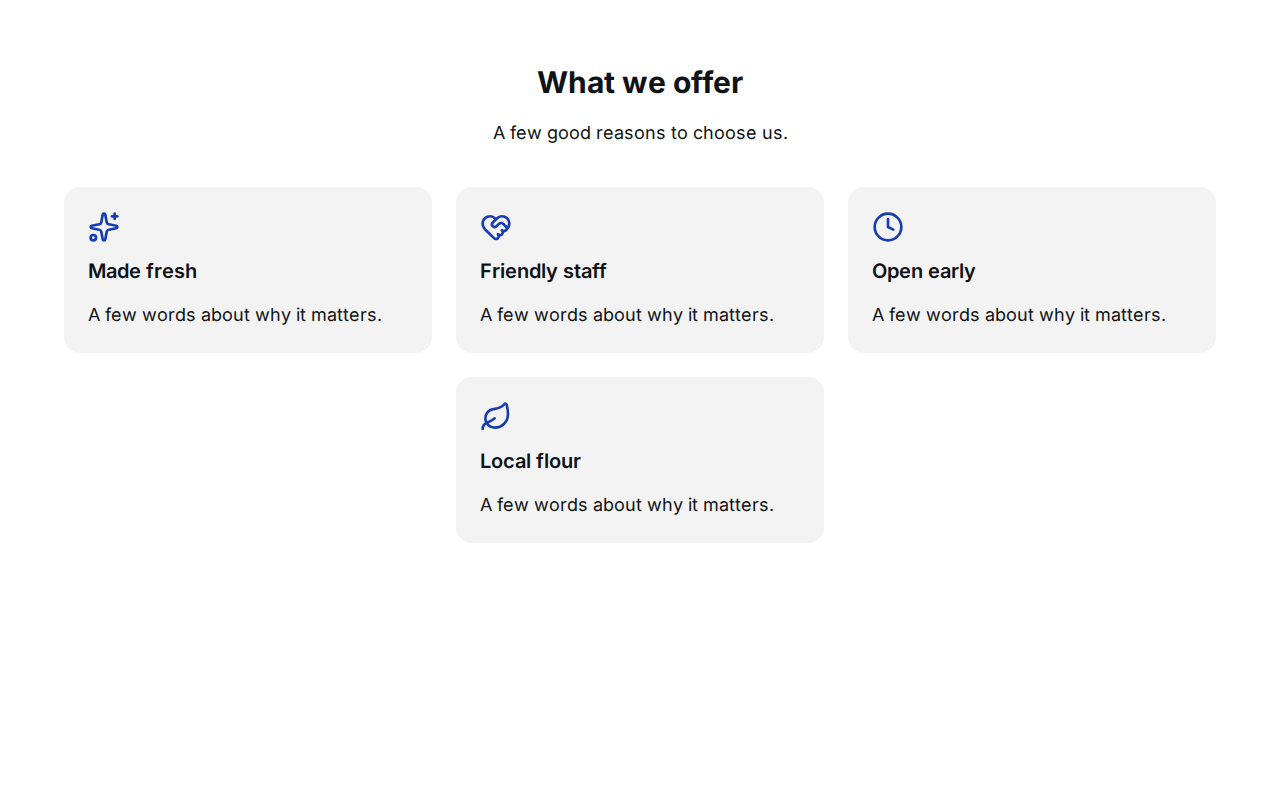 What we offer
A few good reasons to choose us.
Made fresh
A few words about why it matters.
Friendly staff
A few words about why it matters.
Open early
A few words about why it matters.
Local flour
A few words about why it matters.